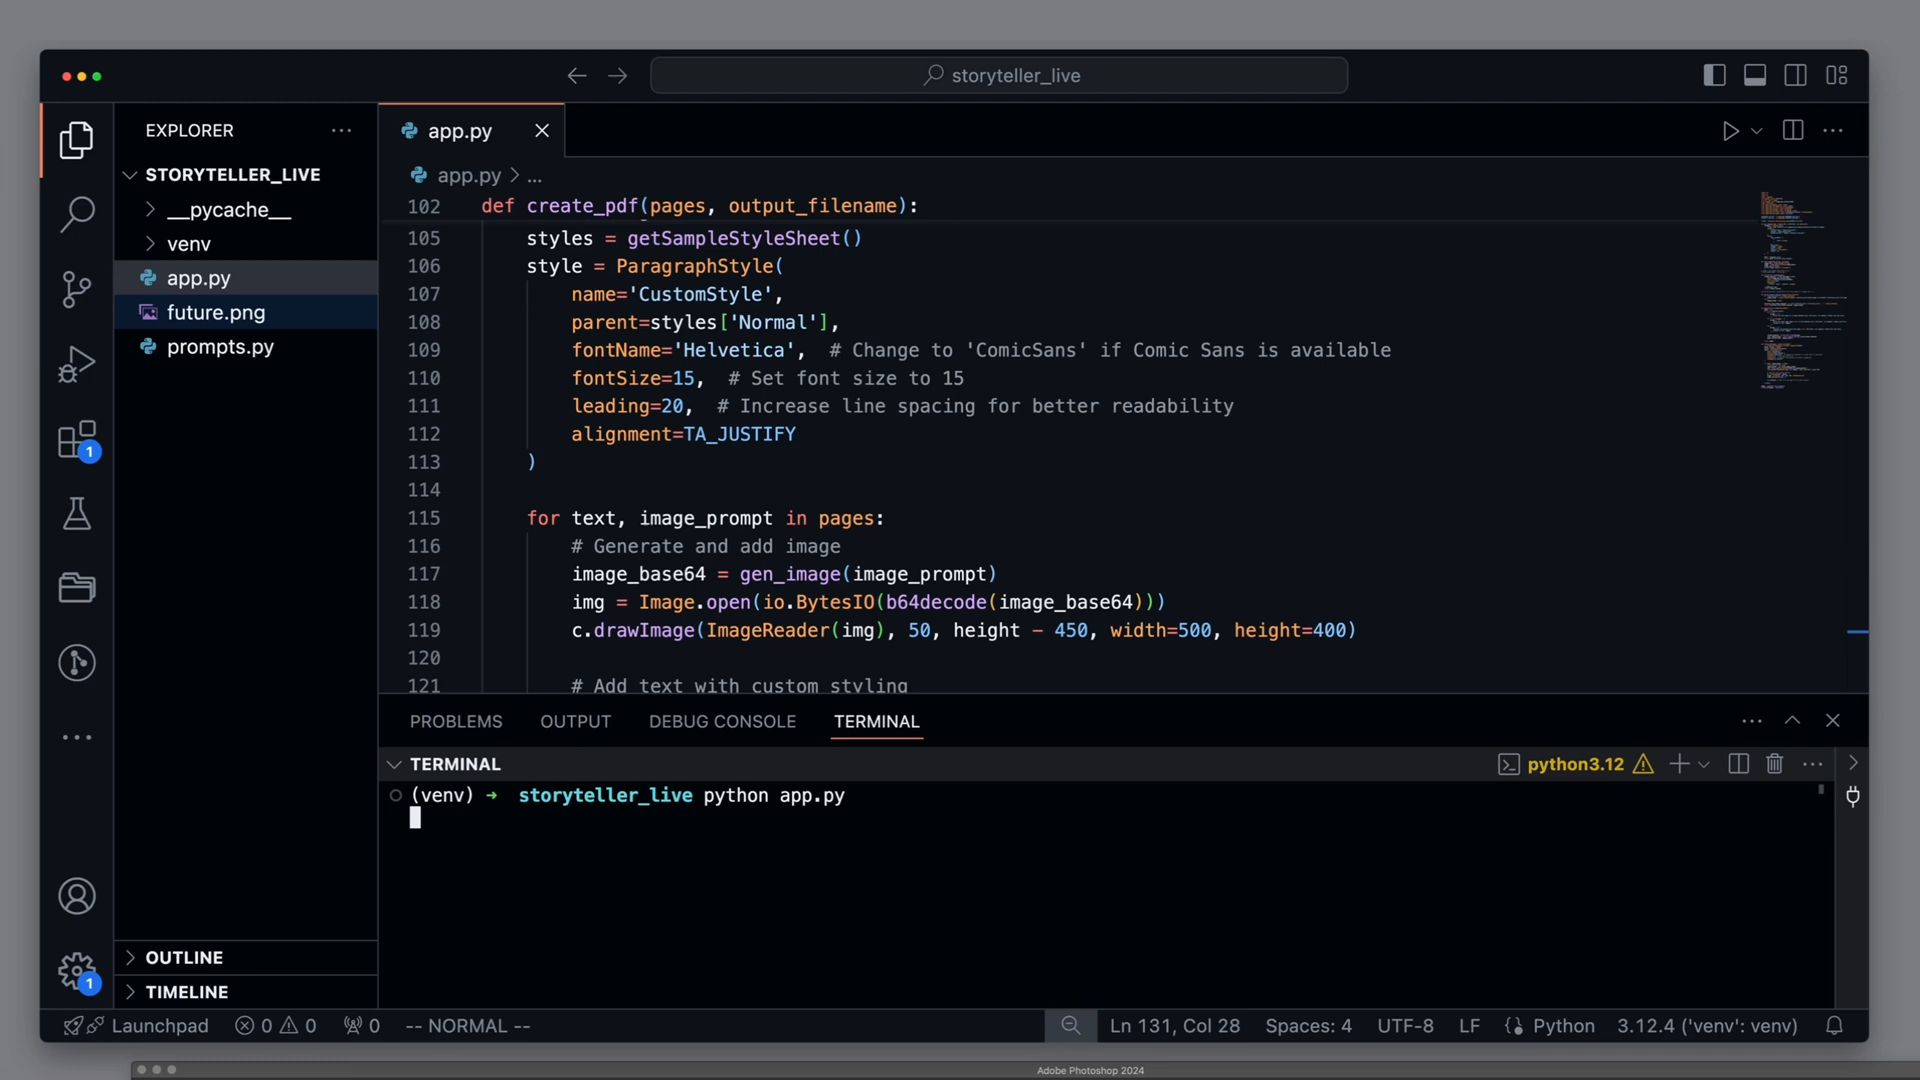 storyteller_live
EXPLORER
STORYTELLER_LIVE
__pycache__
venv
app.py
future.png
prompts.py
OUTLINE
TIMELINE
1
1
app.py
app.py > ...
102 def create_pdf(pages, output_filename):
105 styles = getSampleStyleSheet()
106 style = ParagraphStyle(
107 name='CustomStyle',
108 parent=styles['Normal'],
109 fontName='Helvetica', # Change to 'ComicSans' if Comic Sans is available
110 fontSize=15, # Set font size to 15
111 leading=20, # Increase line spacing for better readability
112 alignment=TA_JUSTIFY
113 )
114
115 for text, image_prompt in pages:
116 # Generate and add image
117 image_base64 = gen_image(image_prompt)
118 img = Image.open(io.BytesIO(b64decode(image_base64)))
119 c.drawImage(ImageReader(img), 50, height - 450, width=500, height=400)
120
121 # Add text with custom styling
PROBLEMS OUTPUT DEBUG CONSOLE TERMINAL
TERMINAL python3.12
(venv) → storyteller_live python app.py
Launchpad 0 0 0 -- NORMAL -- Ln 131, Col 28 Spaces: 4 UTF-8 LF Python 3.12.4 ('venv': venv)
Adobe Photoshop 2024